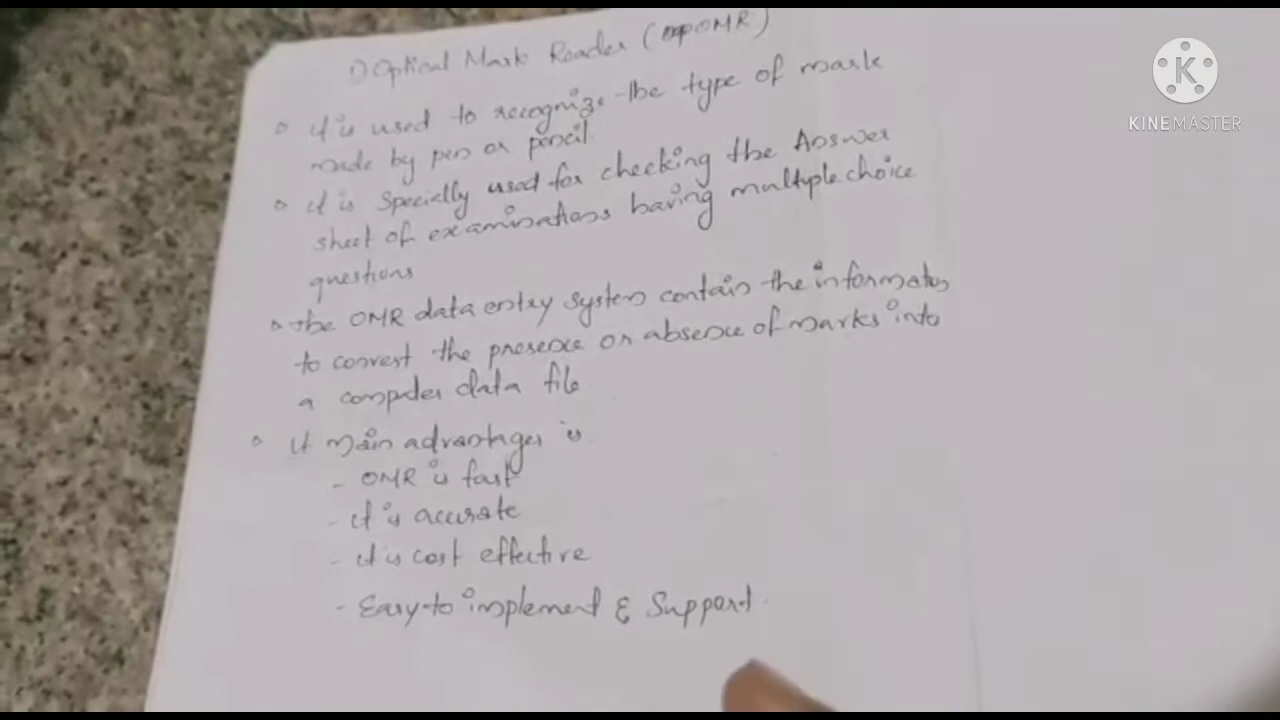 1) Optical Mark Reader (OMR)
K
KINEMASTER
It is used to recognize the type of mark
made by pen or pencil
It is specially used for checking the Answer
sheet of examinations having multiple choice
questions
The OMR data entry system contain the information
to convert the presence or absence of marks into
a computer data file
It main advantages is
- OMR is fast
- it is accurate
- it is cost effective
- Easy to implement & Support.